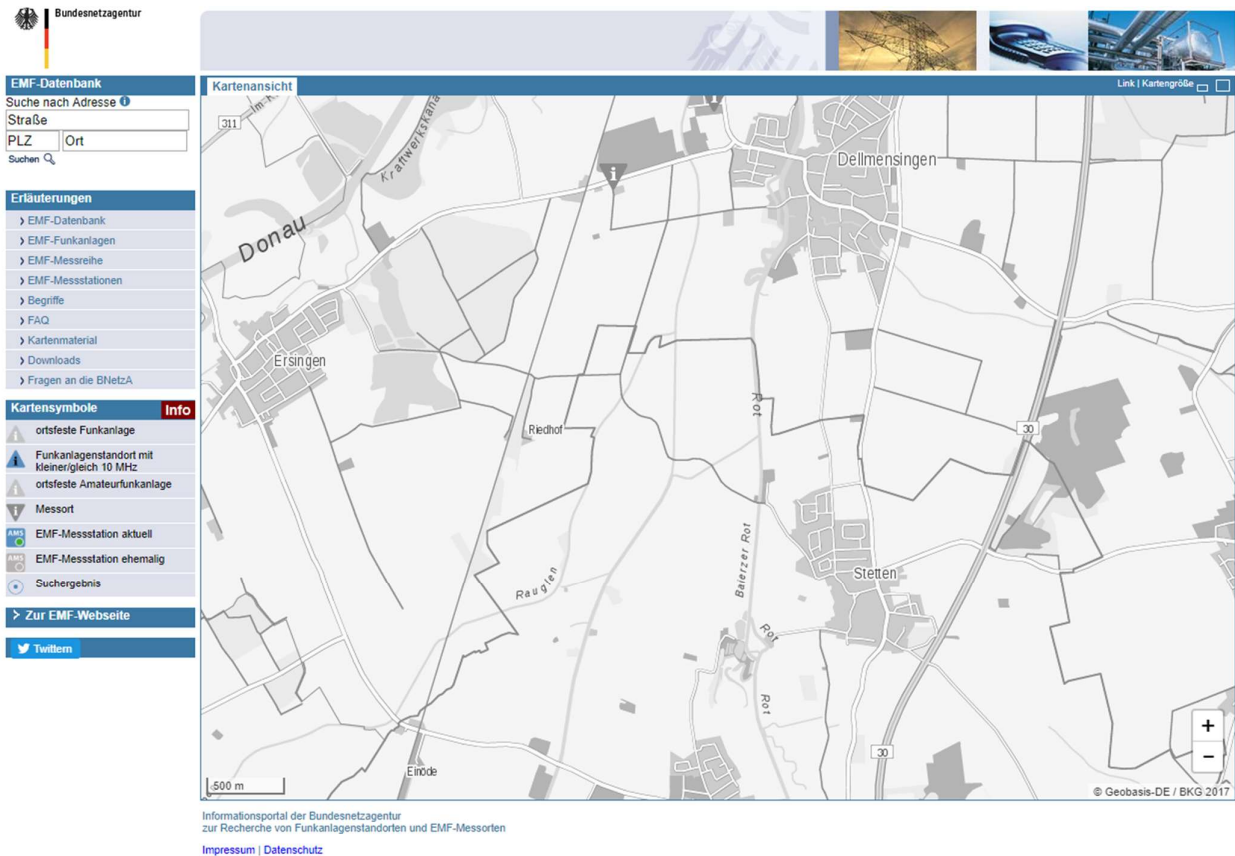 Bundesnetzagentur
EMF-Datenbank
Suche nach Adresse
Straße
PLZ Ort
Suchen
Erläuterungen
EMF-Datenbank
EMF-Funkanlagen
EMF-Messreihe
EMF-Messstationen
Begriffe
FAQ
Kartenmaterial
Downloads
Fragen an die BNetzA
Kartensymbole Info
ortsfeste Funkanlage
Funkanlagenstandort mit
kleiner/gleich 10 MHz
ortsfeste Amateurfunkanlage
Messort
AMS EMF-Messstation aktuell
AMS EMF-Messstation ehemalig
Suchergebnis
> Zur EMF-Webseite
Twittern
Kartenansicht
Link | Kartengröße
311
Kraftwerkskana
Dellmensingen
Donau
Ersingen
Riedhof
Rot
30
Rauglen
Baierzer Rot
Stetten
Rot
Rot
30
Einöde
+
−
500 m
© Geobasis-DE / BKG 2017
Informationsportal der Bundesnetzagentur
zur Recherche von Funkanlagenstandorten und EMF-Messorten
Impressum | Datenschutz